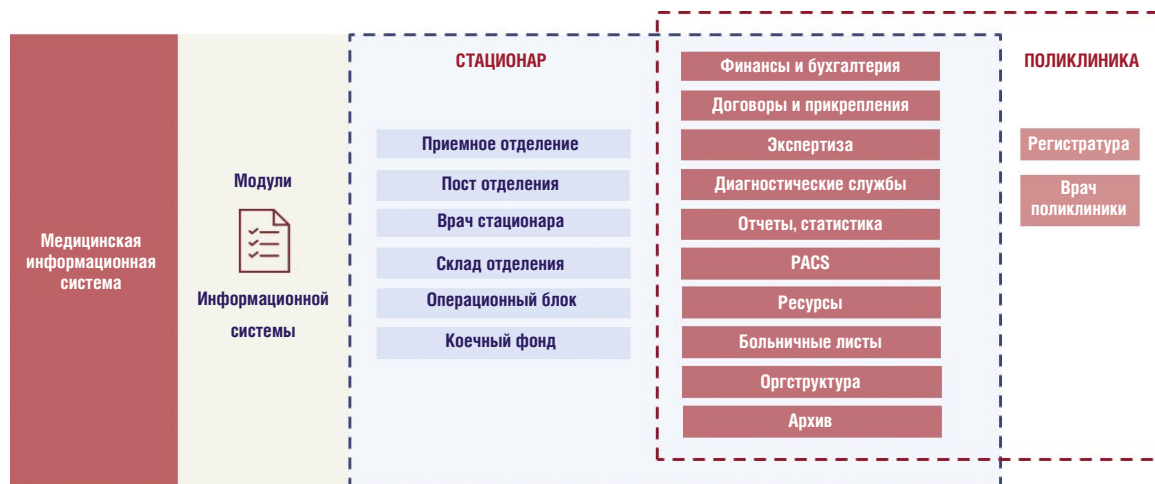 Медицинская
информационная
система
Модули
Информационной
системы
СТАЦИОНАР
Приемное отделение
Пост отделения
Врач стационара
Склад отделения
Операционный блок
Коечный фонд
Финансы и бухгалтерия
Договоры и прикрепления
Экспертиза
Диагностические службы
Отчеты, статистика
PACS
Ресурсы
Больничные листы
Оргструктура
Архив
ПОЛИКЛИНИКА
Регистратура
Врач
поликлиники